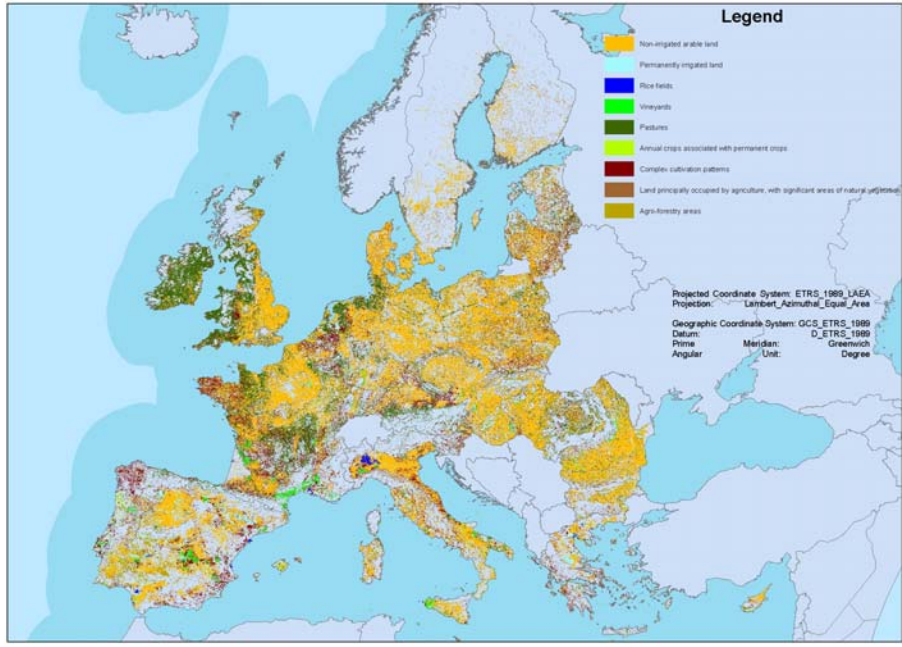 Legend
Non-irrigated arable land
Permanently irrigated land
Rice fields
Vineyards
Pastures
Annual crops associated with permanent crops
Complex cultivation patterns
Land principally occupied by agriculture, with significant areas of natural vegetation
Agro-forestry areas
Projected Coordinate System: ETRS_1989_LAEA
Projection: Lambert_Azimuthal_Equal_Area
Geographic Coordinate System: GCS_ETRS_1989
Datum: D_ETRS_1989
Prime Meridian: Greenwich
Angular Unit: Degree